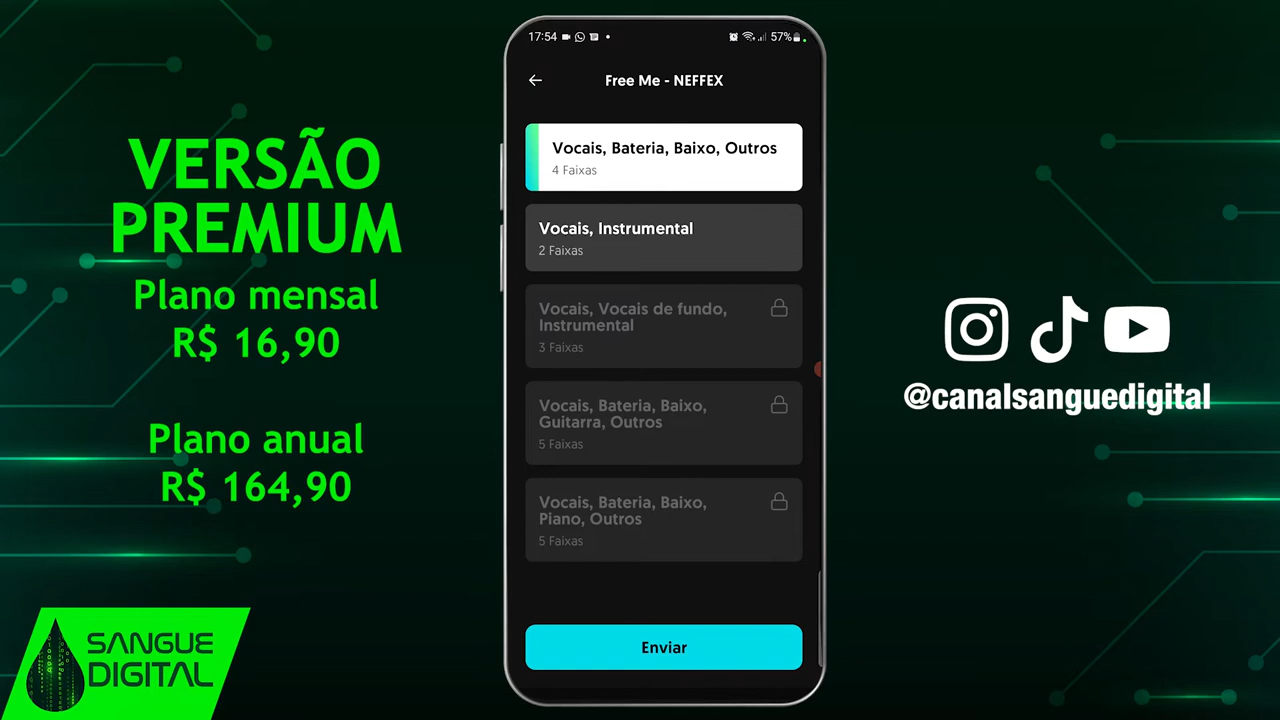 VERSÃO
PREMIUM
Plano mensal
R$ 16,90
Plano anual
R$ 164,90
SANGUE
DIGITAL
17:54
57%
Free Me - NEFFEX
Vocais, Bateria, Baixo, Outros
4 Faixas
Vocais, Instrumental
2 Faixas
Vocais, Vocais de fundo,
Instrumental
3 Faixas
Vocais, Bateria, Baixo,
Guitarra, Outros
5 Faixas
Vocais, Bateria, Baixo,
Piano, Outros
5 Faixas
Enviar
@canalsanguedigital